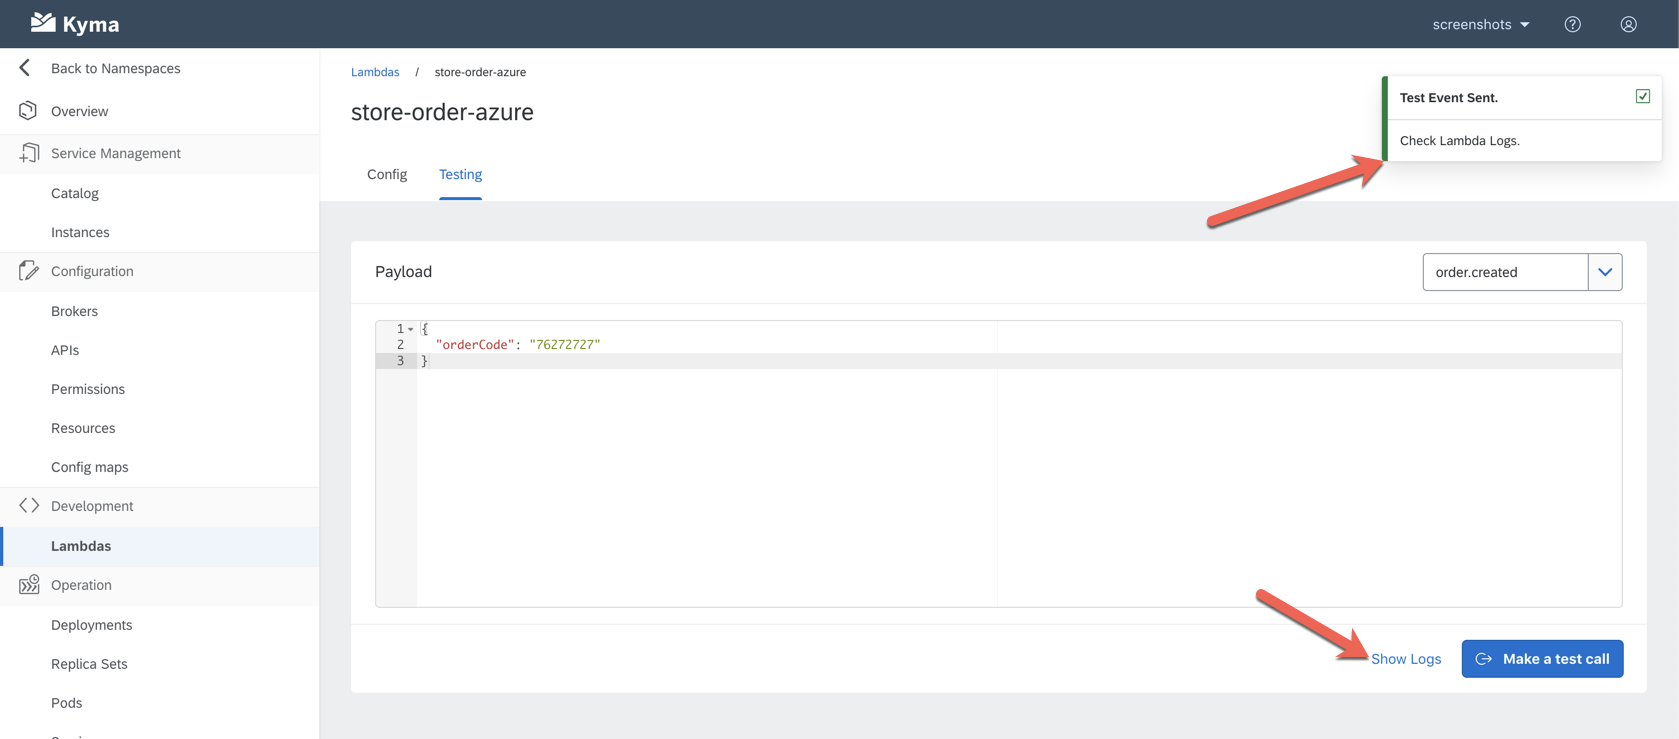 Kyma
screenshots
Back to Namespaces
Overview
Service Management
Catalog
Instances
Configuration
Brokers
APIs
Permissions
Resources
Config maps
Development
Lambdas
Operation
Deployments
Replica Sets
Pods
Lambdas / store-order-azure
store-order-azure
Config Testing
Test Event Sent.
Check Lambda Logs.
Payload
order.created
1 {
2 "orderCode": "76272727"
3 }
Show Logs
Make a test call